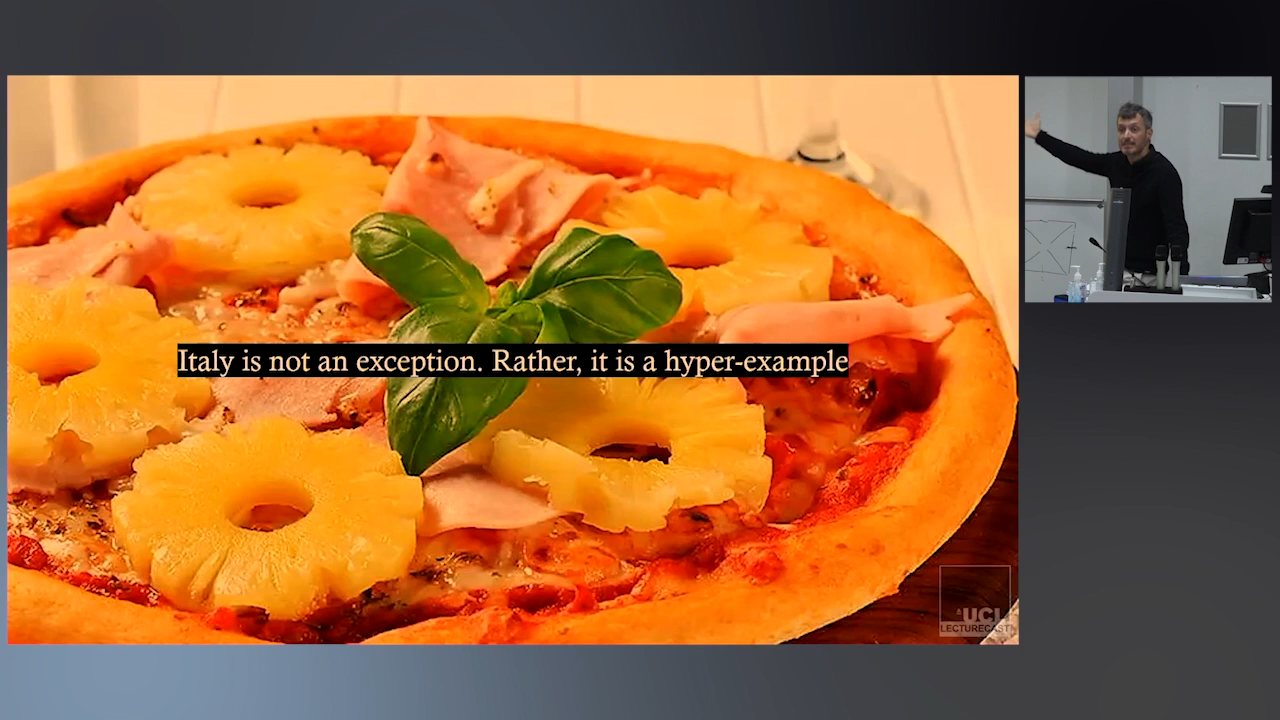 Italy is not an exception. Rather, it is a hyper-example
UCL
LECTURECAST